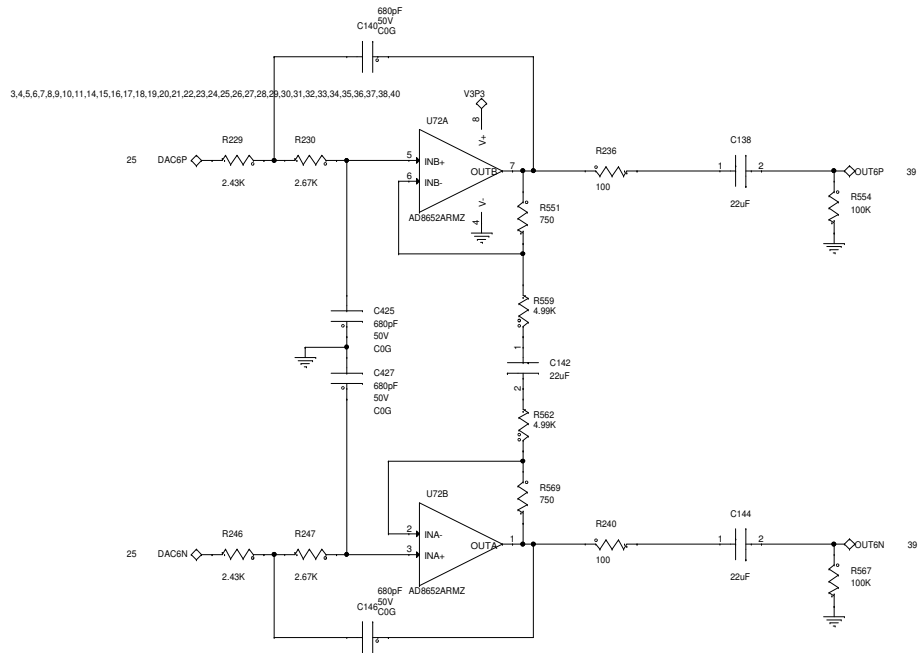 680pF
C140 50V
C0G
3,4,5,6,7,8,9,10,11,14,15,16,17,18,19,20,21,22,23,24,25,26,27,28,29,30,31,32,33,34,35,36,37,38,40
V3P3
8
V+
U72A
R229
R230
25 DAC6P
2.43K
2.67K
5 INB+
6 INB-
OUTB 7
AD8652ARMZ
V-
4
R236
100
C138
1 2
22uF
OUT6P 39
R554
100K
R551
750
R559
4.99K
C425
680pF
50V
C0G
C427
680pF
50V
C0G
1
C142
22uF
2
R562
4.99K
R569
750
U72B
2 INA-
3 INA+
OUTA 1
AD8652ARMZ
R246
R247
25 DAC6N
2.43K
2.67K
R240
100
C144
1 2
22uF
OUT6N 39
R567
100K
680pF
C146 50V
C0G